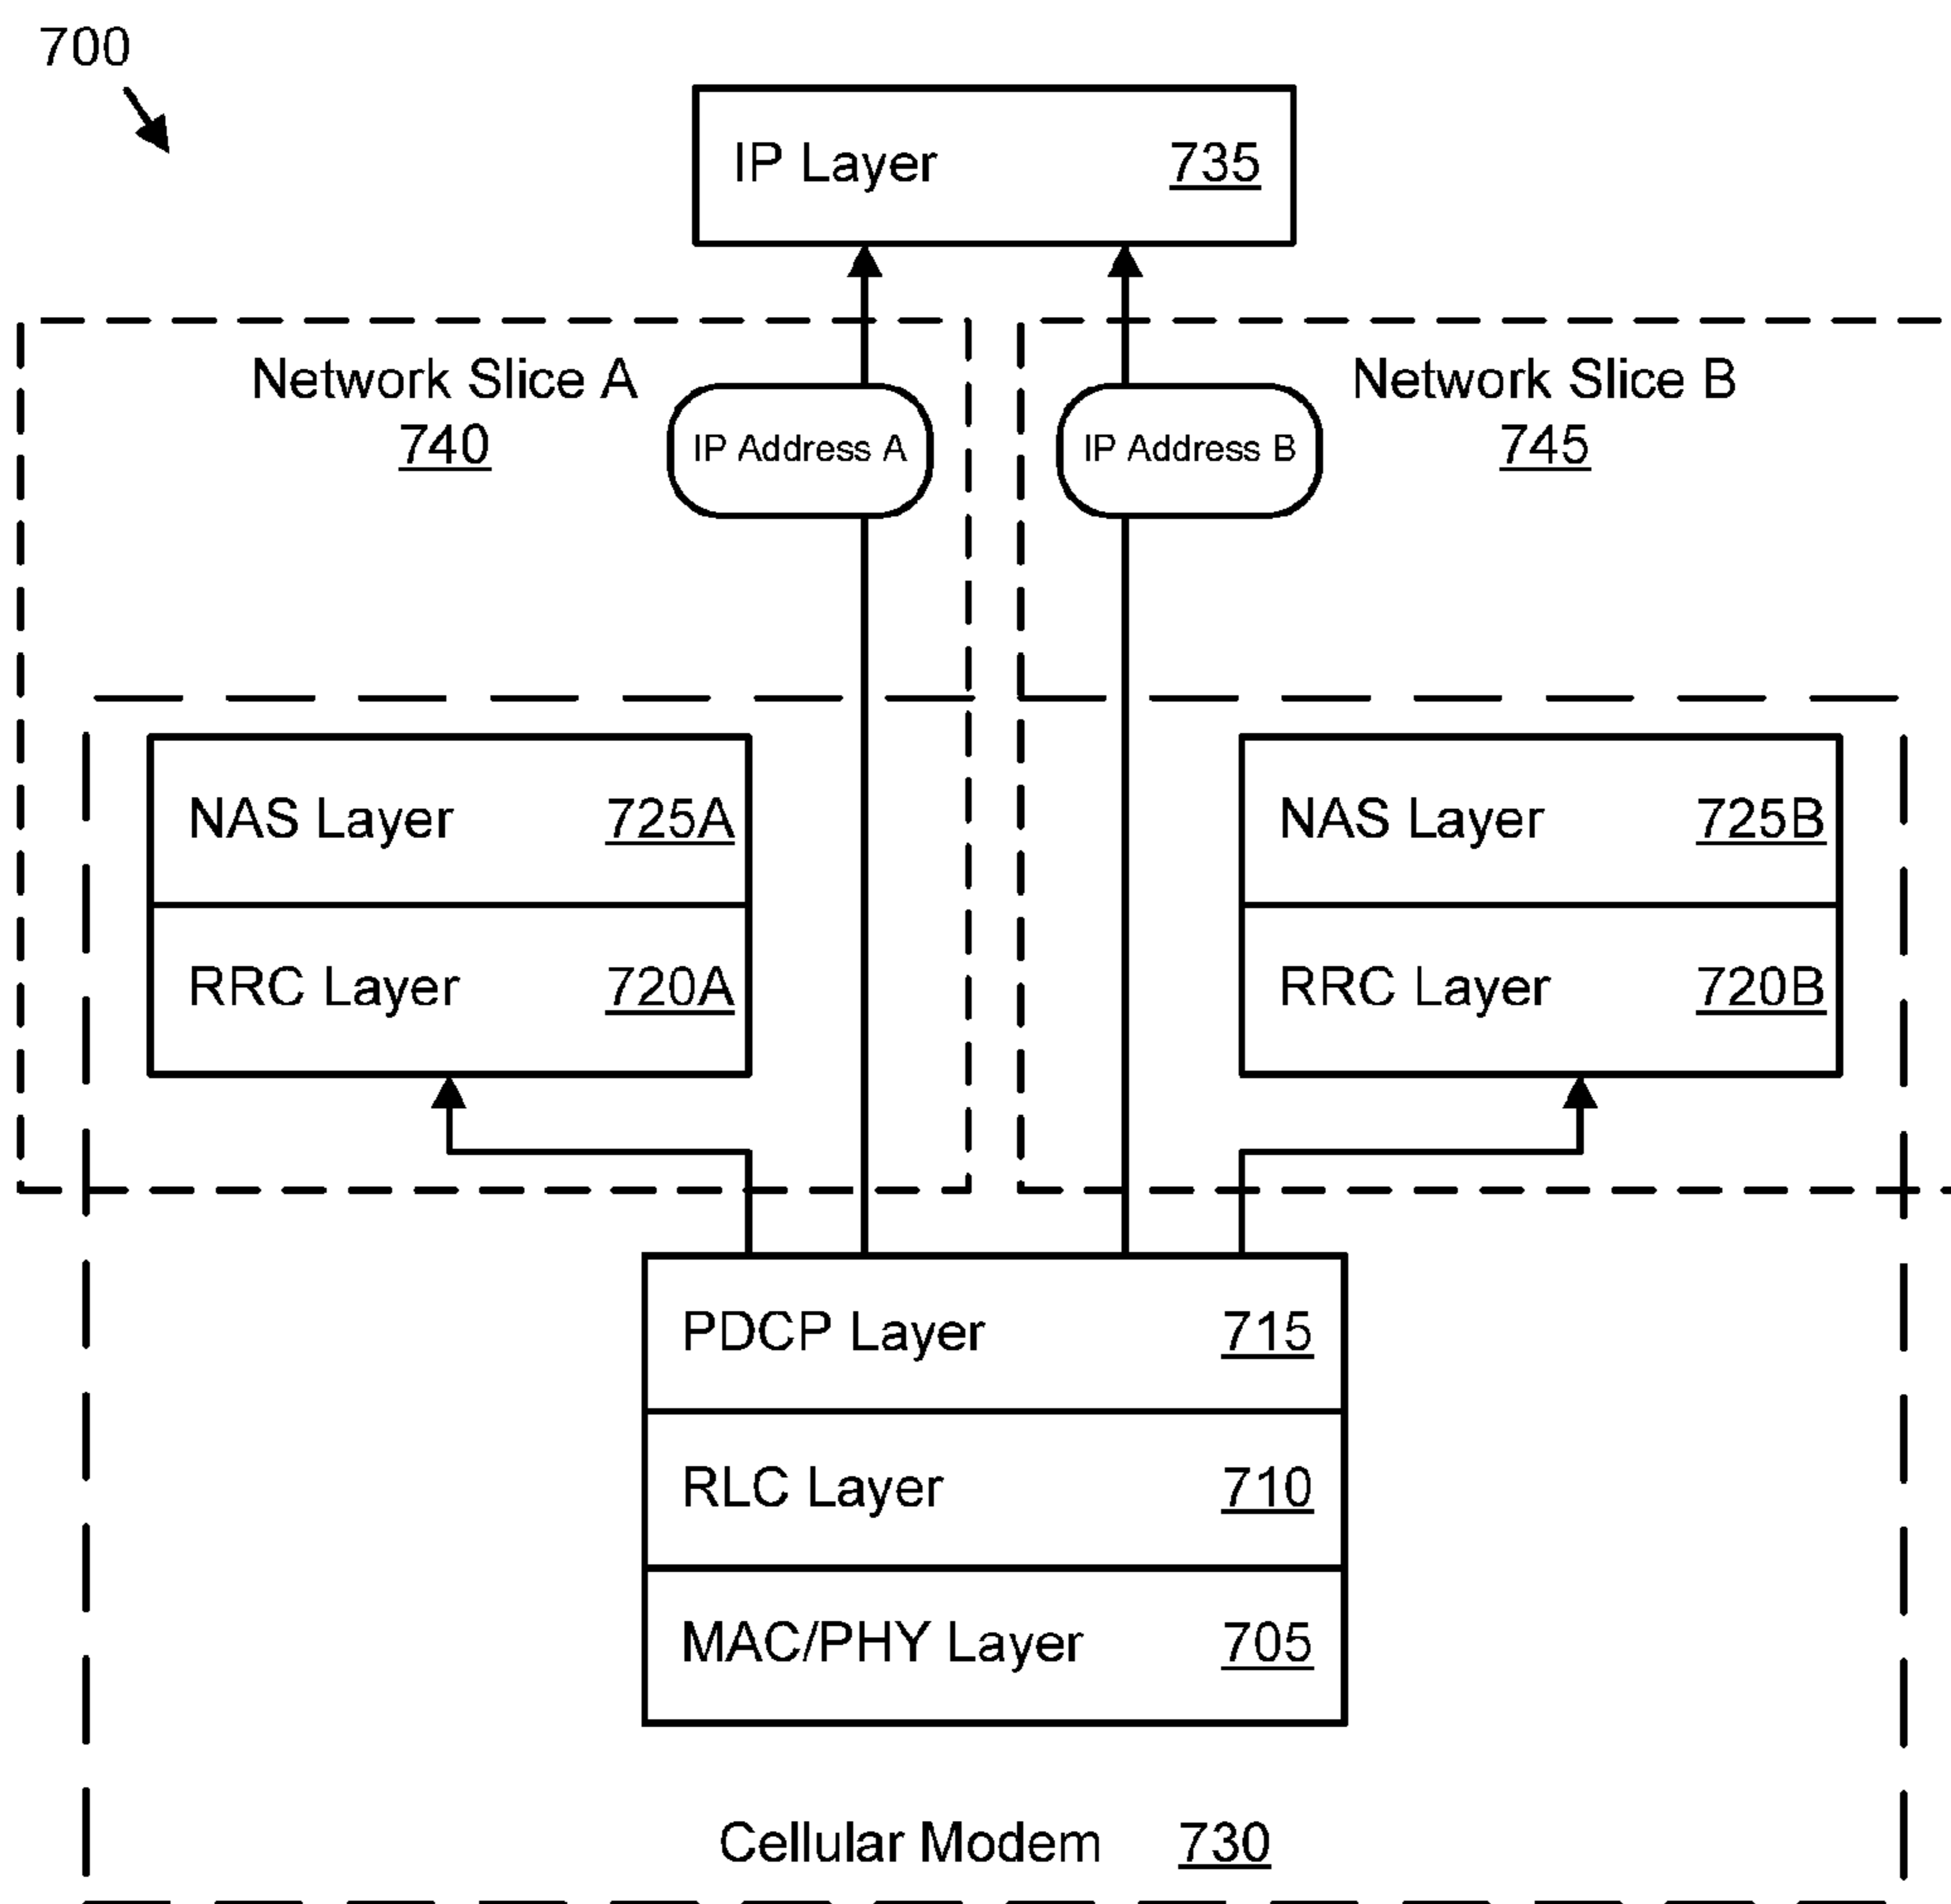 700
IP Layer 735
Network Slice A
740
IP Address A
IP Address B
Network Slice B
745
NAS Layer 725A
RRC Layer 720A
NAS Layer 725B
RRC Layer 720B
PDCP Layer 715
RLC Layer 710
MAC/PHY Layer 705
Cellular Modem 730